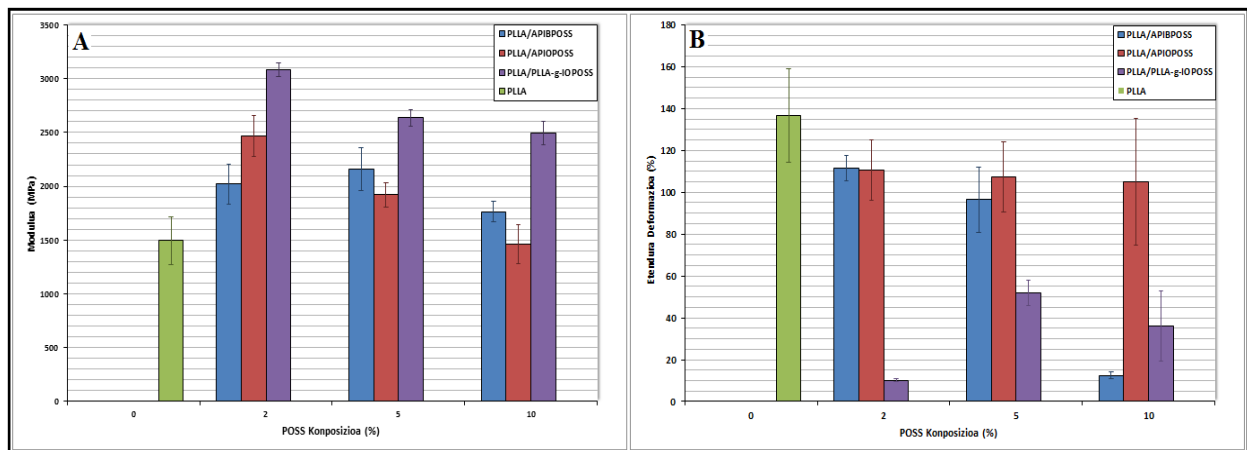 A
PLLA/APIBPOSS
PLLA/APIOPOSS
PLLA/PLLA-g-IOPOSS
PLLA
Modulua (MPa)
3500
3000
2500
2000
1500
1000
500
0
0 2 5 10
POSS Konposizioa (%)
B
PLLA/APIBPOSS
PLLA/APIOPOSS
PLLA/PLLA-g-IOPOSS
PLLA
Etendura Deformazioa (%)
180
160
140
120
100
80
60
40
20
0
0 2 5 10
POSS Konposizioa (%)